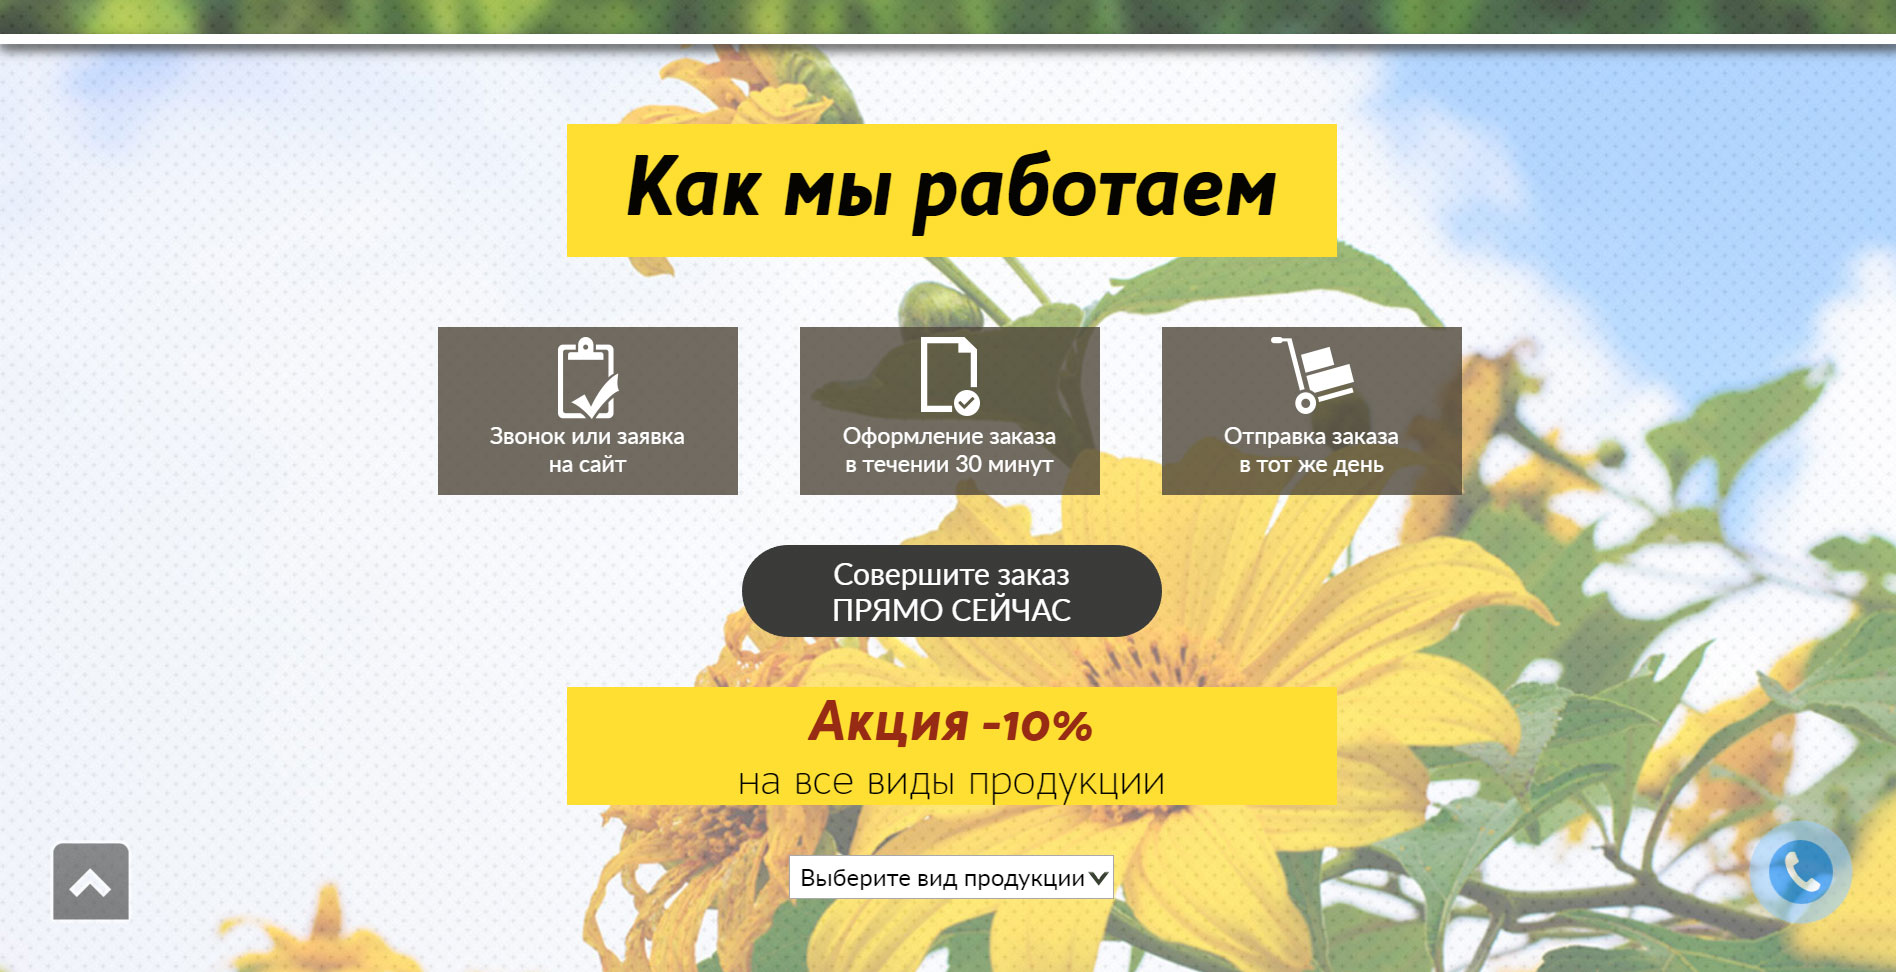 Как мы работаем
Звонок или заявка
на сайт
Оформление заказа
в течении 30 минут
Отправка заказа
в тот же день
Совершите заказ
ПРЯМО СЕЙЧАС
Акция -10%
на все виды продукции
Выберите вид продукции